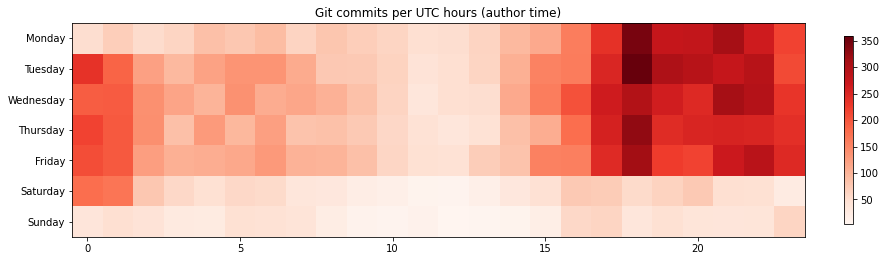 Git commits per UTC hours (author time)
Monday
Tuesday
Wednesday
Thursday
Friday
Saturday
Sunday
0 5 10 15 20
350
300
250
200
150
100
50